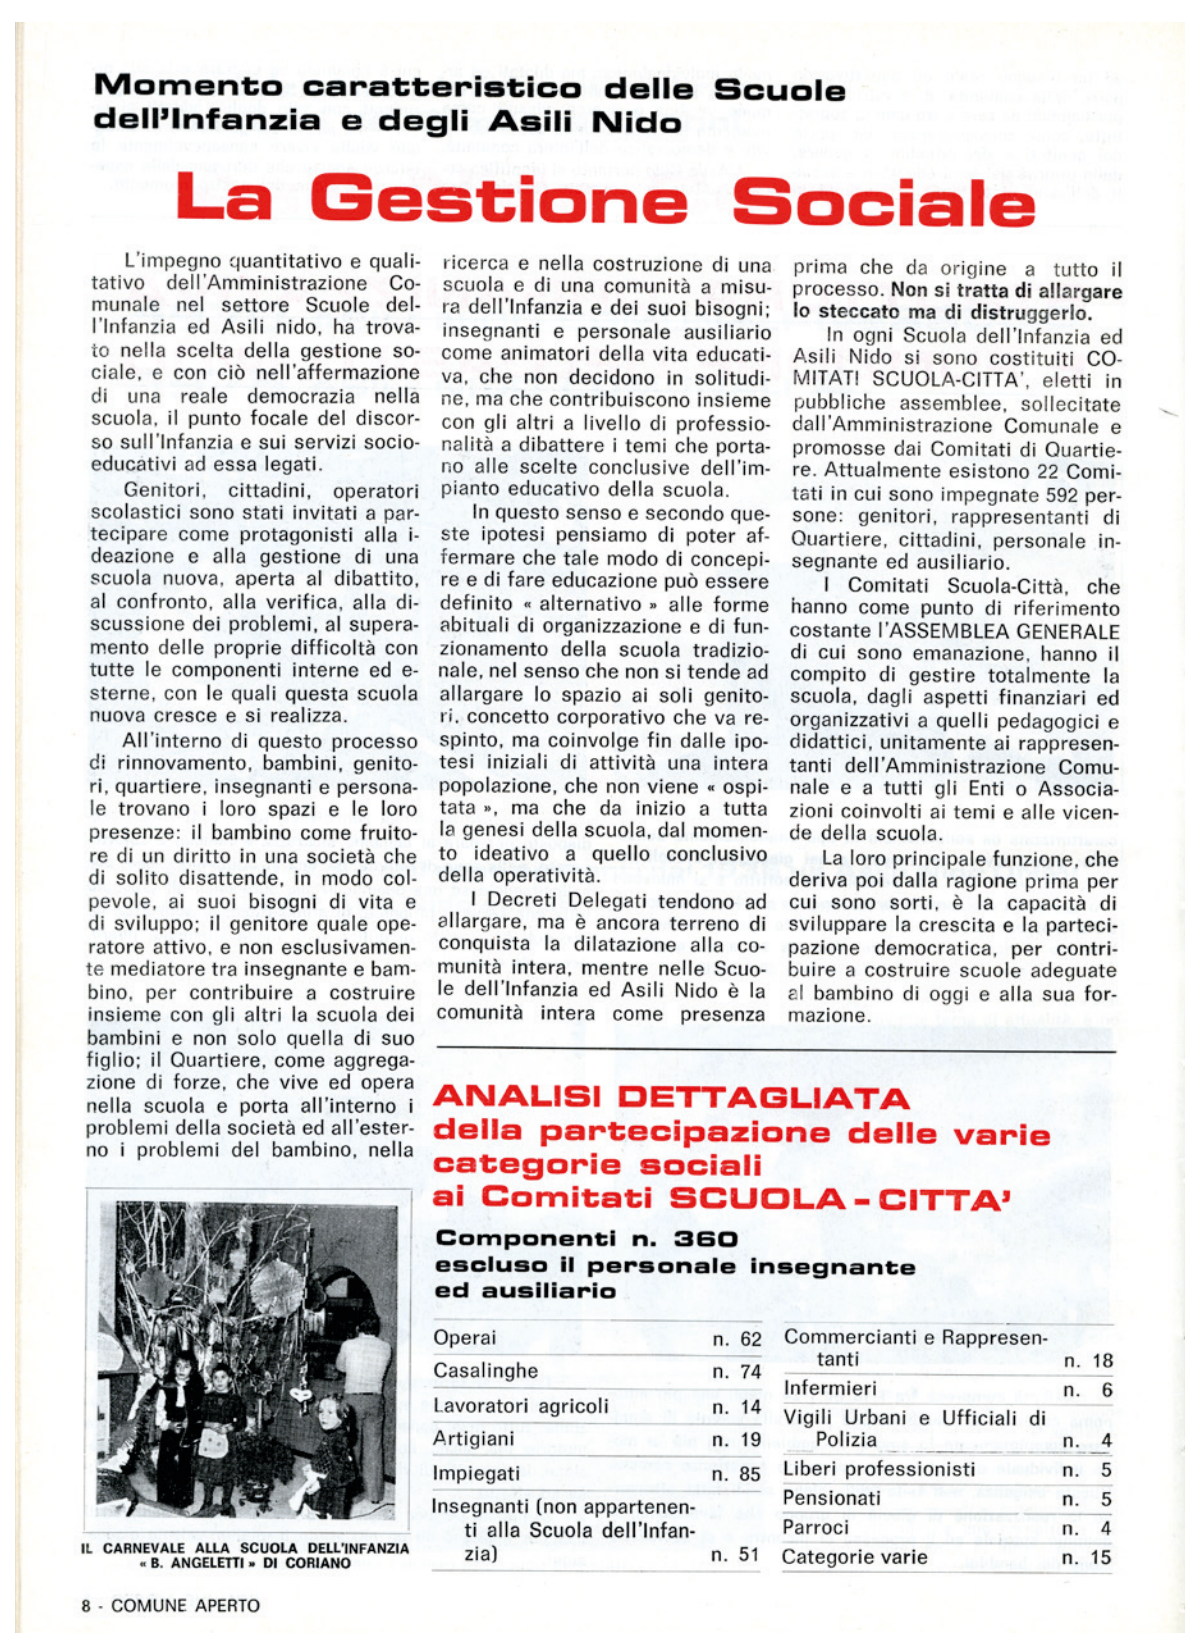 Momento caratteristico delle Scuole
dell'Infanzia e degli Asili Nido
La Gestione Sociale
L'impegno quantitativo e quali-
tativo dell'Amministrazione Co-
munale nel settore Scuole del-
l'Infanzia ed Asili nido, ha trova-
to nella scelta della gestione so-
ciale, e con ciò nell'affermazione
di una reale democrazia nella
scuola, il punto focale del discor-
so sull'Infanzia e sui servizi socio-
educativi ad essa legati.
Genitori, cittadini, operatori
scolastici sono stati invitati a par-
tecipare come protagonisti alla i-
deazione e alla gestione di una
scuola nuova, aperta al dibattito,
al confronto, alla verifica, alla di-
scussione dei problemi, al supera-
mento delle proprie difficoltà con
tutte le componenti interne ed e-
sterne, con le quali questa scuola
nuova cresce e si realizza.
All'interno di questo processo
di rinnovamento, bambini, genito-
ri, quartiere, insegnanti e persona-
le trovano i loro spazi e le loro
presenze: il bambino come fruito-
re di un diritto in una società che
di solito disattende, in modo col-
pevole, ai suoi bisogni di vita e
di sviluppo; il genitore quale ope-
ratore attivo, e non esclusivamen-
te mediatore tra insegnante e bam-
bino, per contribuire a costruire
insieme con gli altri la scuola dei
bambini e non solo quella di suo
figlio; il Quartiere, come aggrega-
zione di forze, che vive ed opera
nella scuola e porta all'interno i
problemi della società ed all'ester-
no i problemi del bambino, nella
ricerca e nella costruzione di una
scuola e di una comunità a misu-
ra dell'Infanzia e dei suoi bisogni;
insegnanti e personale ausiliario
come animatori della vita educati-
va, che non decidono in solitudi-
ne, ma che contribuiscono insieme
con gli altri a livello di professio-
nalità a dibattere i temi che porta-
no alle scelte conclusive dell'im-
pianto educativo della scuola.
In questo senso e secondo que-
ste ipotesi pensiamo di poter af-
fermare che tale modo di concepi-
re e di fare educazione può essere
definito « alternativo » alle forme
abituali di organizzazione e di fun-
zionamento della scuola tradizio-
nale, nel senso che non si tende ad
allargare lo spazio ai soli genito-
ri, concetto corporativo che va re-
spinto, ma coinvolge fin dalle ipo-
tesi iniziali di attività una intera
popolazione, che non viene « ospi-
tata », ma che da inizio a tutta
la genesi della scuola, dal momen-
to ideativo a quello conclusivo
della operatività.
I Decreti Delegati tendono ad
allargare, ma è ancora terreno di
conquista la dilatazione alla co-
munità intera, mentre nelle Scuo-
le dell'Infanzia ed Asili Nido è la
comunità intera come presenza
prima che da origine a tutto il
processo. Non si tratta di allargare
lo steccato ma di distruggerlo.
In ogni Scuola dell'Infanzia ed
Asili Nido si sono costituiti CO-
MITATI SCUOLA-CITTA', eletti in
pubbliche assemblee, sollecitate
dall'Amministrazione Comunale e
promosse dai Comitati di Quartie-
re. Attualmente esistono 22 Comi-
tati in cui sono impegnate 592 per-
sone: genitori, rappresentanti di
Quartiere, cittadini, personale in-
segnante ed ausiliario.
I Comitati Scuola-Città, che
hanno come punto di riferimento
costante l'ASSEMBLEA GENERALE
di cui sono emanazione, hanno il
compito di gestire totalmente la
scuola, dagli aspetti finanziari ed
organizzativi a quelli pedagogici e
didattici, unitamente ai rappresen-
tanti dell'Amministrazione Comu-
nale e a tutti gli Enti o Associa-
zioni coinvolti ai temi e alle vicen-
de della scuola.
La loro principale funzione, che
deriva poi dalla ragione prima per
cui sono sorti, è la capacità di
sviluppare la crescita e la parteci-
pazione democratica, per contri-
buire a costruire scuole adeguate
al bambino di oggi e alla sua for-
mazione.
ANALISI DETTAGLIATA
della partecipazione delle varie
categorie sociali
ai Comitati SCUOLA - CITTA'
Componenti n. 360
escluso il personale insegnante
ed ausiliario
Operai n. 62
Casalinghe n. 74
Lavoratori agricoli n. 14
Artigiani n. 19
Impiegati n. 85
Insegnanti (non appartenen-
ti alla Scuola dell'Infan-
zia) n. 51
Commercianti e Rappresen-
tanti n. 18
Infermieri n. 6
Vigili Urbani e Ufficiali di
Polizia n. 4
Liberi professionisti n. 5
Pensionati n. 5
Parroci n. 4
Categorie varie n. 15
IL CARNEVALE ALLA SCUOLA DELL'INFANZIA
« B. ANGELETTI » DI CORIANO
8 - COMUNE APERTO